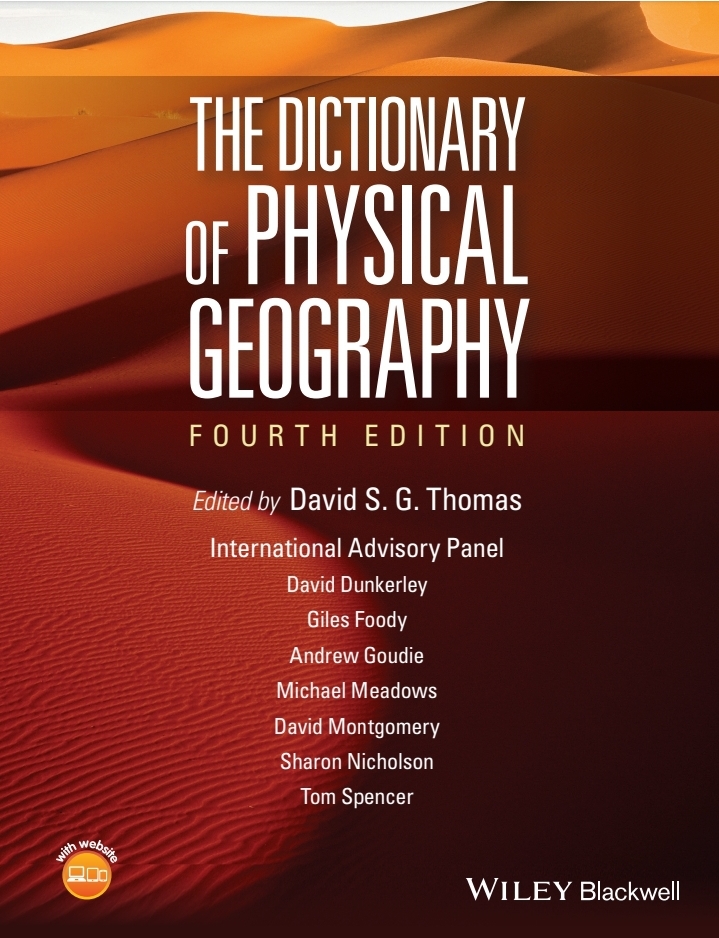 THE DICTIONARY
OF PHYSICAL
GEOGRAPHY
FOURTH EDITION
Edited by David S. G. Thomas
International Advisory Panel
David Dunkerley
Giles Foody
Andrew Goudie
Michael Meadows
David Montgomery
Sharon Nicholson
Tom Spencer
with website
WILEY Blackwell